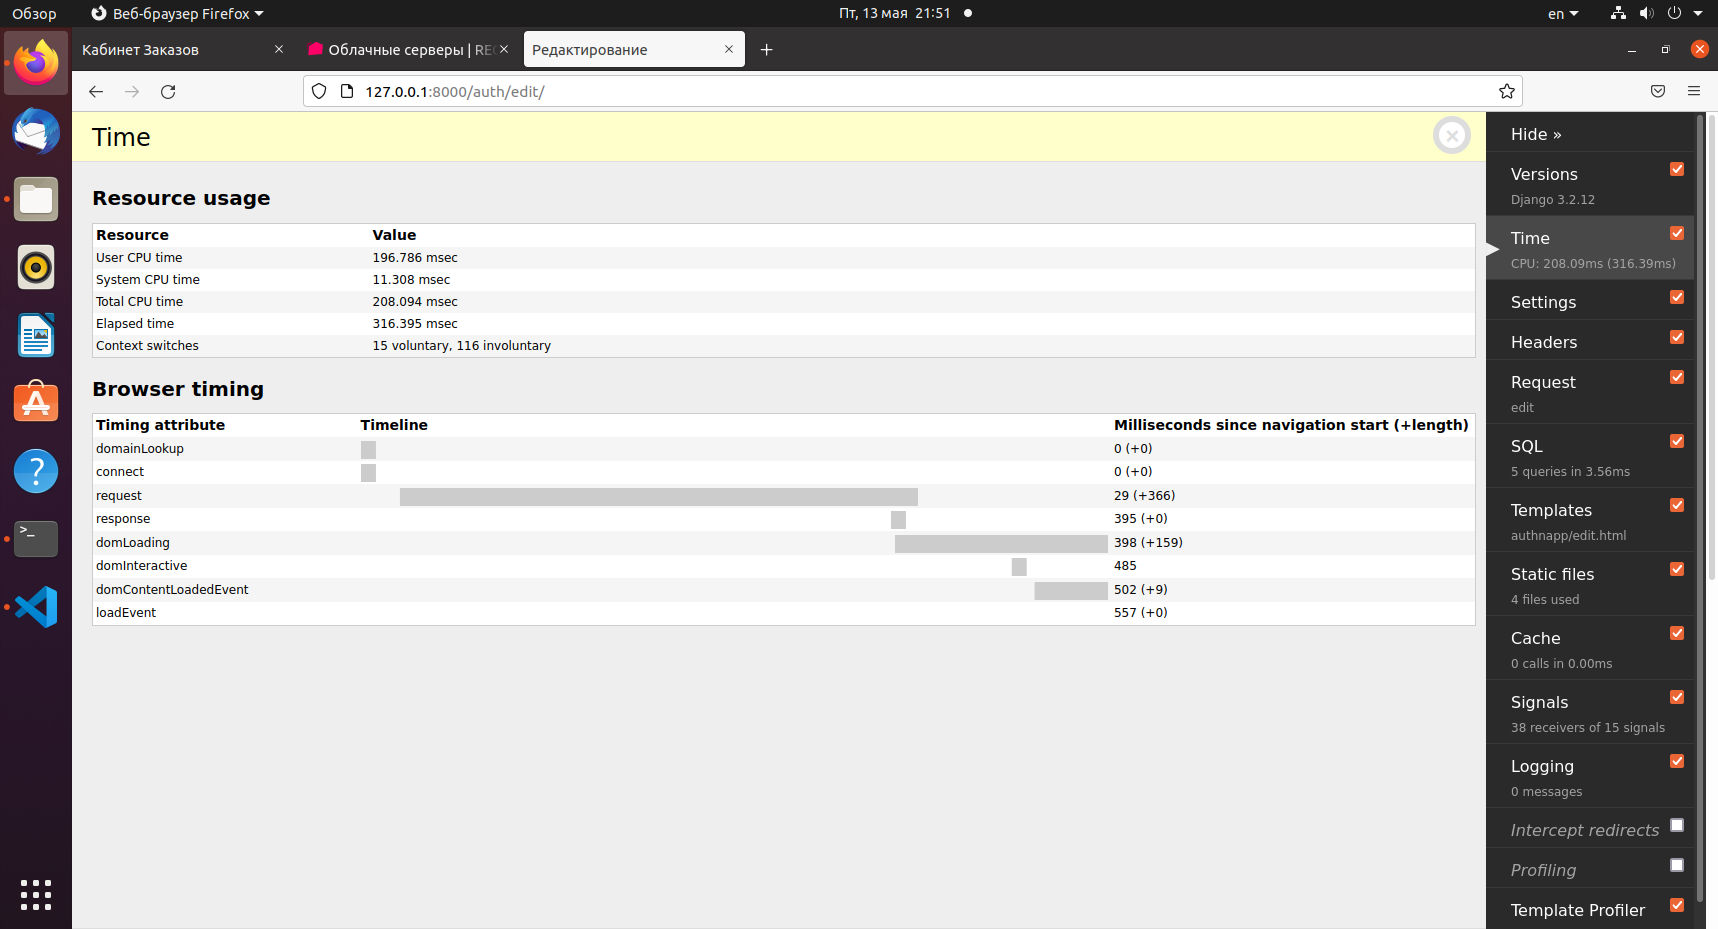 Обзор
Веб-браузер Firefox
Пт, 13 мая 21:51
en
Кабинет Заказов
Облачные серверы | REG
Редактирование
127.0.0.1:8000/auth/edit/
Time
Resource usage
Resource Value
User CPU time 196.786 msec
System CPU time 11.308 msec
Total CPU time 208.094 msec
Elapsed time 316.395 msec
Context switches 15 voluntary, 116 involuntary
Browser timing
Timing attribute Timeline Milliseconds since navigation start (+length)
domainLookup 0 (+0)
connect 0 (+0)
request 29 (+366)
response 395 (+0)
domLoading 398 (+159)
domInteractive 485
domContentLoadedEvent 502 (+9)
loadEvent 557 (+0)
Hide »
Versions
Django 3.2.12
Time
CPU: 208.09ms (316.39ms)
Settings
Headers
Request
edit
SQL
5 queries in 3.56ms
Templates
authnapp/edit.html
Static files
4 files used
Cache
0 calls in 0.00ms
Signals
38 receivers of 15 signals
Logging
0 messages
Intercept redirects
Profiling
Template Profiler